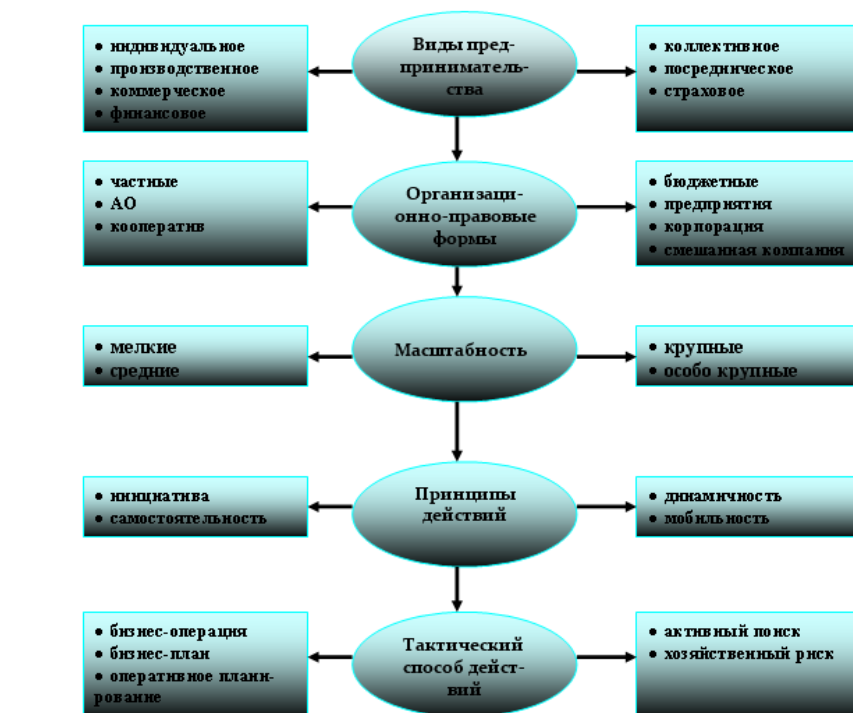 • индивидуальное
• производственное
• коммерческое
• финансовое
Виды пред-
приниматель-
ства
• коллективное
• посредническое
• страховое
• частные
• АО
• кооператив
Организаци-
онно-правовые
формы
• бюджетные
• предприятия
• корпорация
• смешанная компания
• мелкие
• средние
Масштабность
• крупные
• особо крупные
• инициатива
• самостоятельность
Принципы
действий
• динамичность
• мобильность
• бизнес-операция
• бизнес-план
• оперативное плани-
рование
Тактический
способ дейст-
вий
• активный поиск
• хозяйственный риск